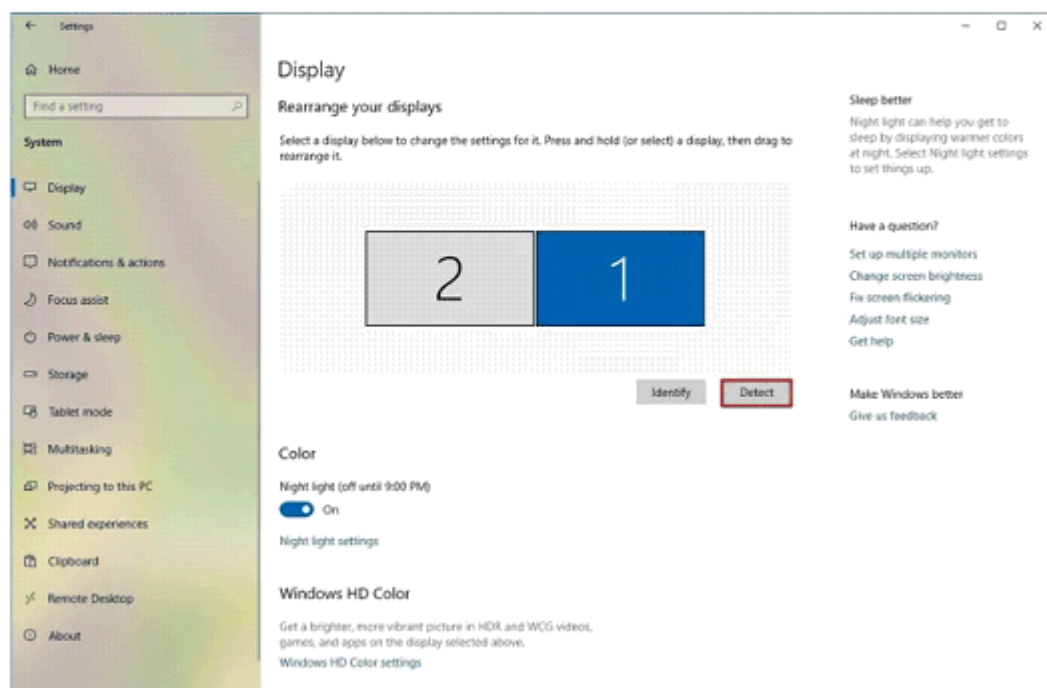 Settings
Home
Find a setting
System
Display
Sound
Notifications & actions
Focus assist
Power & sleep
Storage
Tablet mode
Multitasking
Projecting to this PC
Shared experiences
Clipboard
Remote Desktop
About
Display
Rearrange your displays
Select a display below to change the settings for it. Press and hold (or select) a display, then drag to
rearrange it.
2
1
Identify
Detect
Color
Night light (off until 9:00 PM)
On
Night light settings
Windows HD Color
Get a brighter, more vibrant picture in HDR and WCG videos,
games, and apps on the display selected above.
Windows HD Color settings
Sleep better
Night light can help you get to
sleep by displaying warmer colors
at night. Select Night light settings
to set things up.
Have a question?
Set up multiple monitors
Change screen brightness
Fix screen flickering
Adjust font size
Get help
Make Windows better
Give us feedback